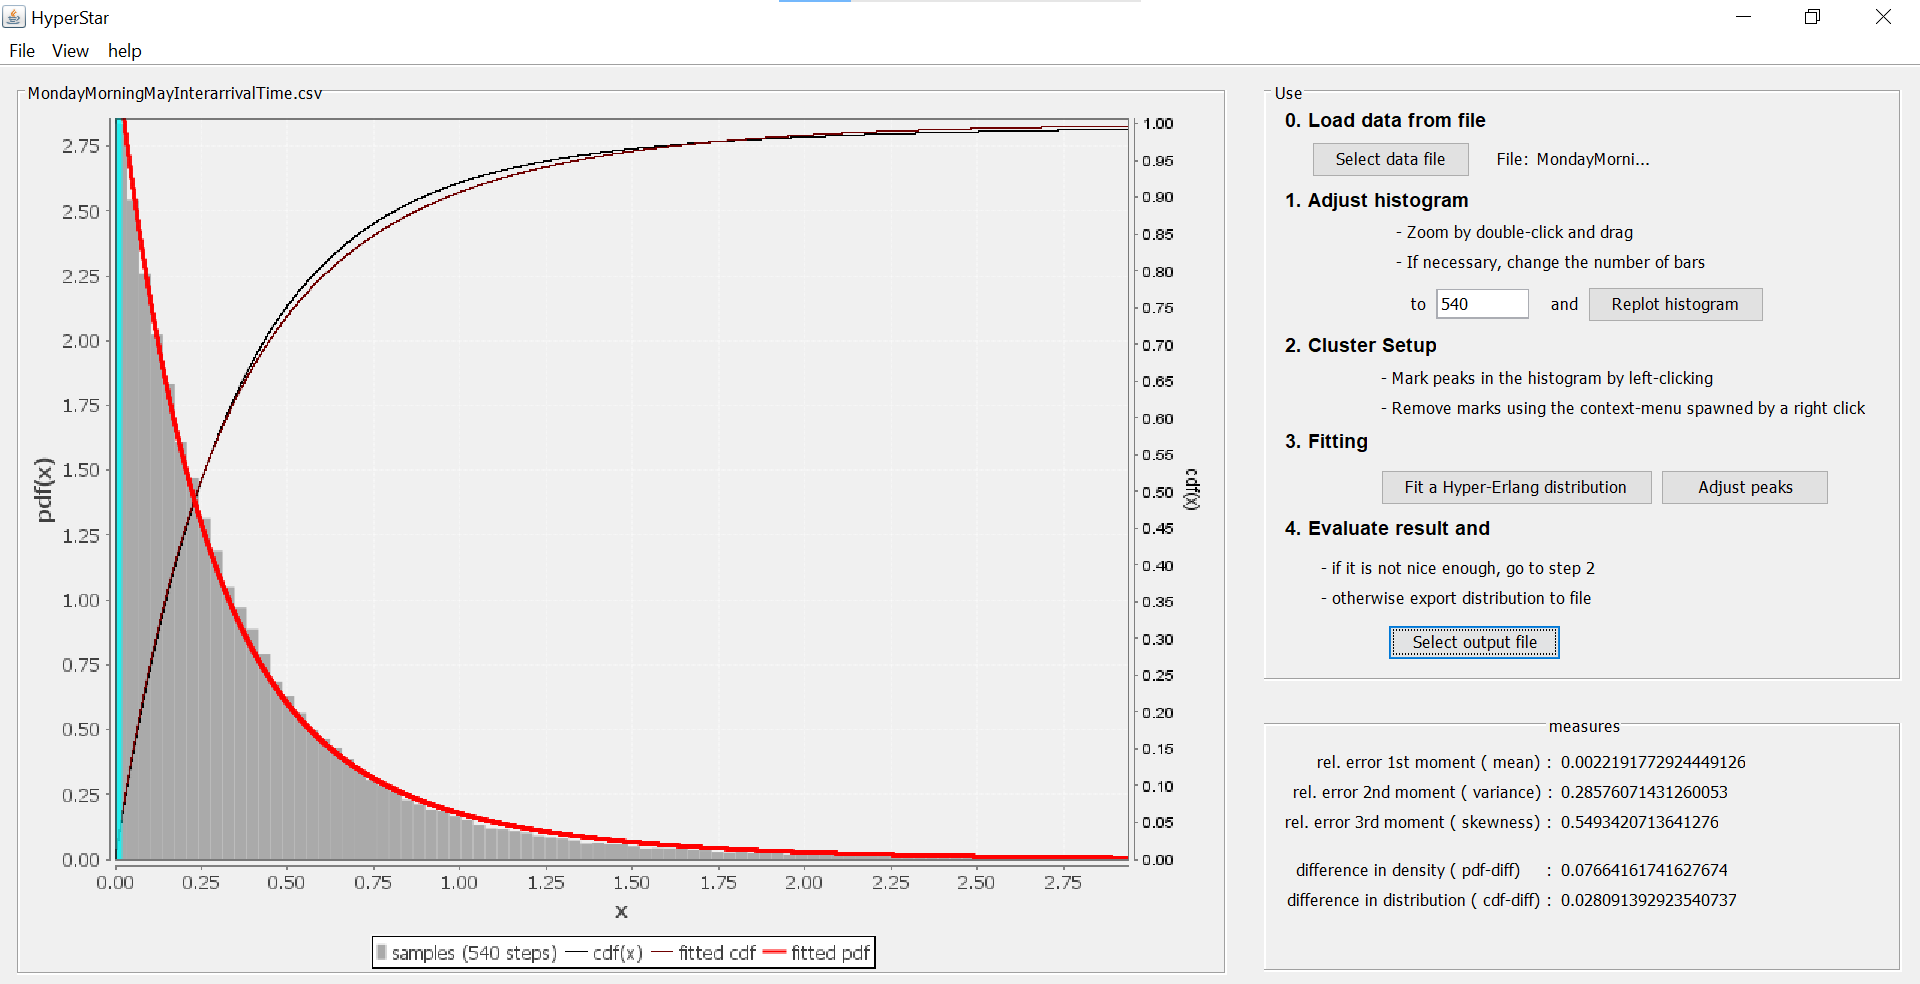 HyperStar
File View help
MondayMorningMayInterarrivalTime.csv
2.75
2.50
2.25
2.00
1.75
1.50
1.25
1.00
0.75
0.50
0.25
0.00
pdf(x)
1.00
0.95
0.90
0.85
0.80
0.75
0.70
0.65
0.60
0.55
0.50
0.45
0.40
0.35
0.30
0.25
0.20
0.15
0.10
0.05
0.00
cdf(x)
0.00 0.25 0.50 0.75 1.00 1.25 1.50 1.75 2.00 2.25 2.50 2.75
x
samples (540 steps) cdf(x) fitted cdf fitted pdf
Use
0. Load data from file
Select data file File: MondayMorni...
1. Adjust histogram
- Zoom by double-click and drag
- If necessary, change the number of bars
to 540 and Replot histogram
2. Cluster Setup
- Mark peaks in the histogram by left-clicking
- Remove marks using the context-menu spawned by a right click
3. Fitting
Fit a Hyper-Erlang distribution Adjust peaks
4. Evaluate result and
- if it is not nice enough, go to step 2
- otherwise export distribution to file
Select output file
measures
rel. error 1st moment ( mean) : 0.0022191772924449126
rel. error 2nd moment ( variance) : 0.28576071431260053
rel. error 3rd moment ( skewness) : 0.5493420713641276
difference in density ( pdf-diff) : 0.07664161741627674
difference in distribution ( cdf-diff) : 0.028091392923540737